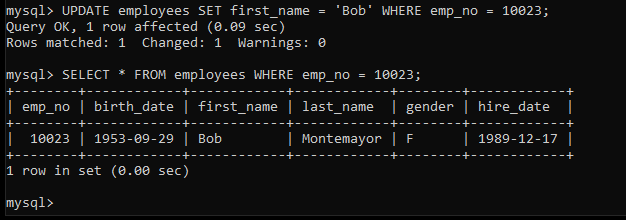 mysql> UPDATE employees SET first_name = 'Bob' WHERE emp_no = 10023;
Query OK, 1 row affected (0.09 sec)
Rows matched: 1  Changed: 1  Warnings: 0

mysql> SELECT * FROM employees WHERE emp_no = 10023;
+--------+------------+------------+------------+--------+------------+
| emp_no | birth_date | first_name | last_name  | gender | hire_date  |
+--------+------------+------------+------------+--------+------------+
|  10023 | 1953-09-29 | Bob        | Montemayor | F      | 1989-12-17 |
+--------+------------+------------+------------+--------+------------+
1 row in set (0.00 sec)

mysql>